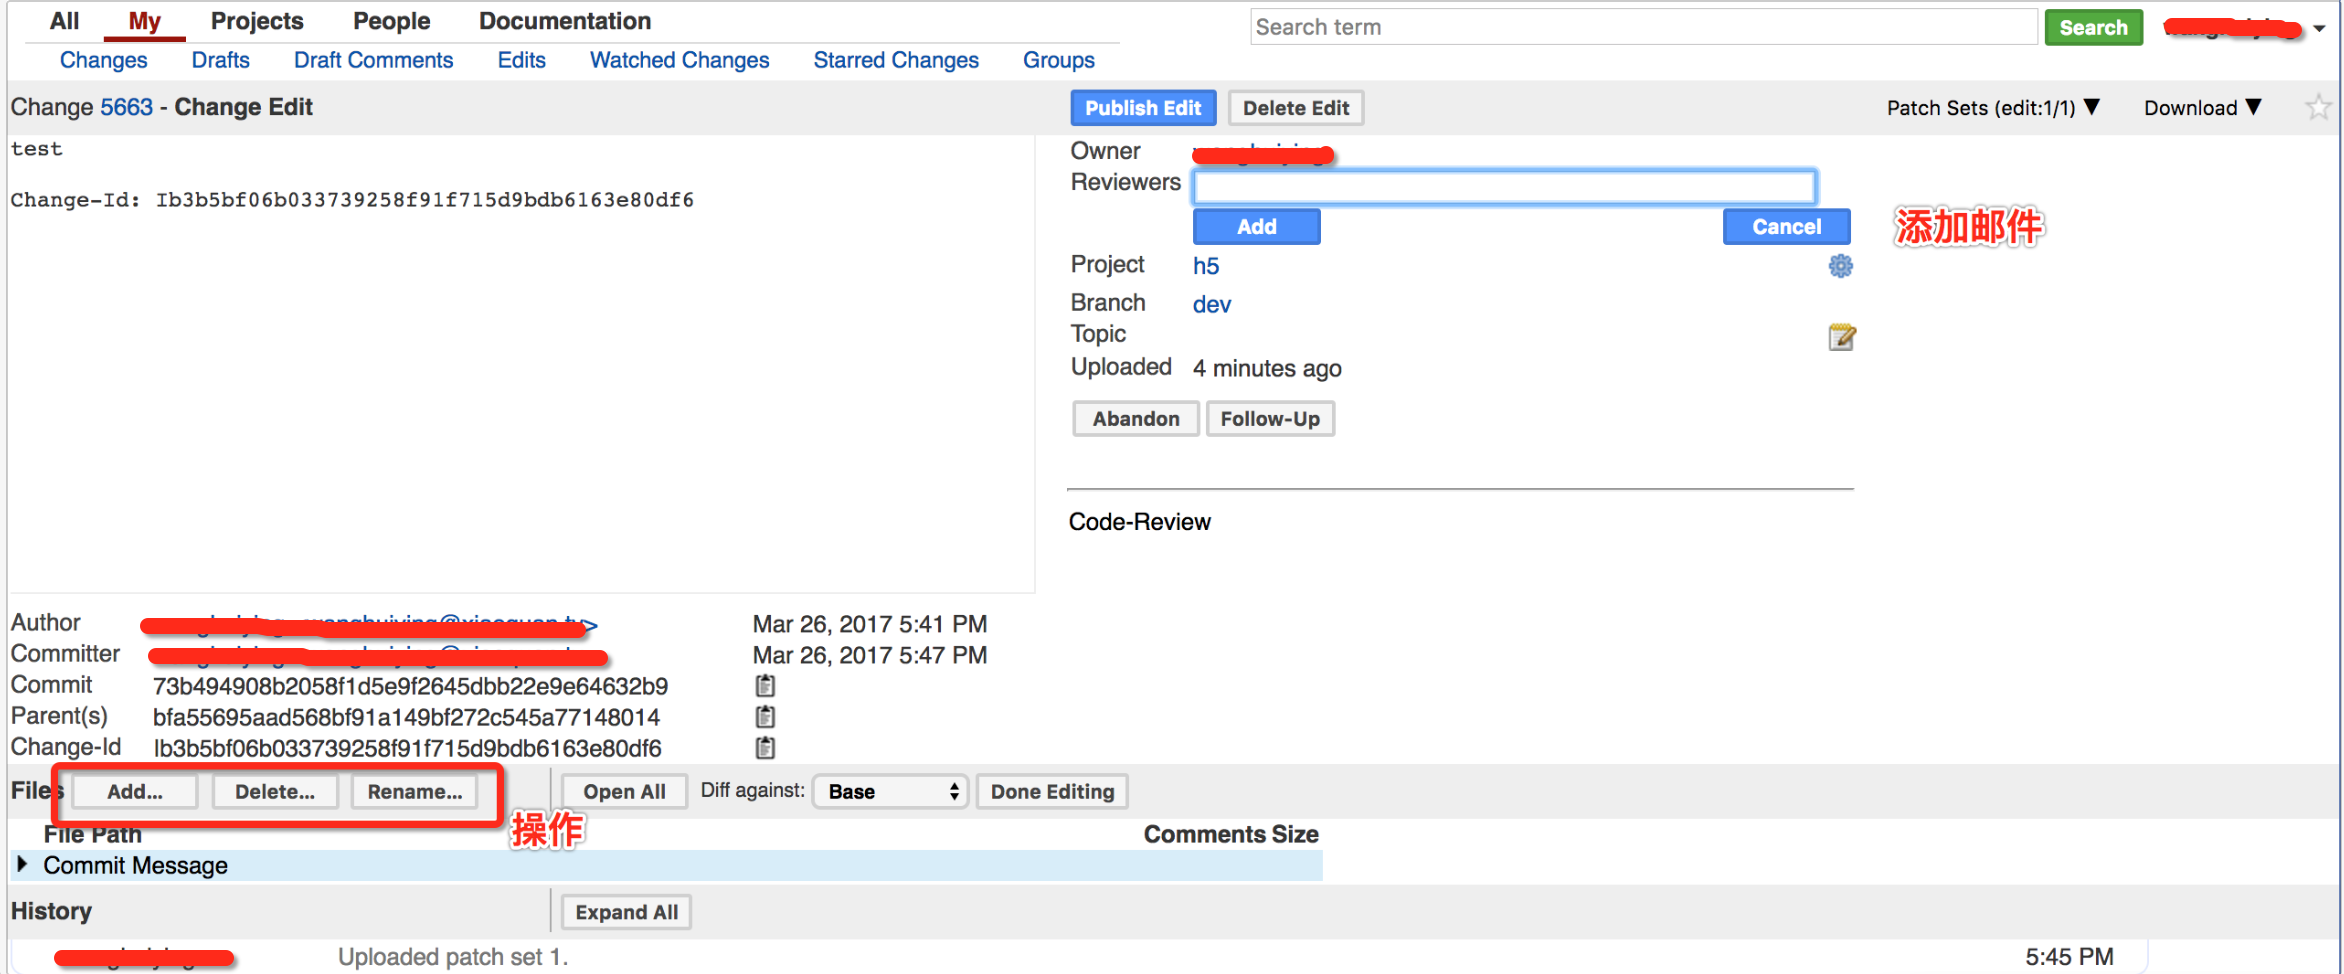 All My Projects People Documentation
Search term Search
Changes Drafts Draft Comments Edits Watched Changes Starred Changes Groups
Change 5663 - Change Edit
Publish Edit Delete Edit
Patch Sets (edit:1/1) ▼ Download ▼
test
Change-Id: Ib3b5bf06b033739258f91f715d9bdb6163e80df6
Owner
Reviewers
Add Cancel
添加邮件
Project h5
Branch dev
Topic
Uploaded 4 minutes ago
Abandon Follow-Up
Code-Review
Author Mar 26, 2017 5:41 PM
Committer Mar 26, 2017 5:47 PM
Commit 73b494908b2058f1d5e9f2645dbb22e9e64632b9
Parent(s) bfa55695aad568bf91a149bf272c545a77148014
Change-Id Ib3b5bf06b033739258f91f715d9bdb6163e80df6
Files Add... Delete... Rename... Open All Diff against: Base Done Editing
操作
File Path Comments Size
Commit Message
History Expand All
Uploaded patch set 1. 5:45 PM